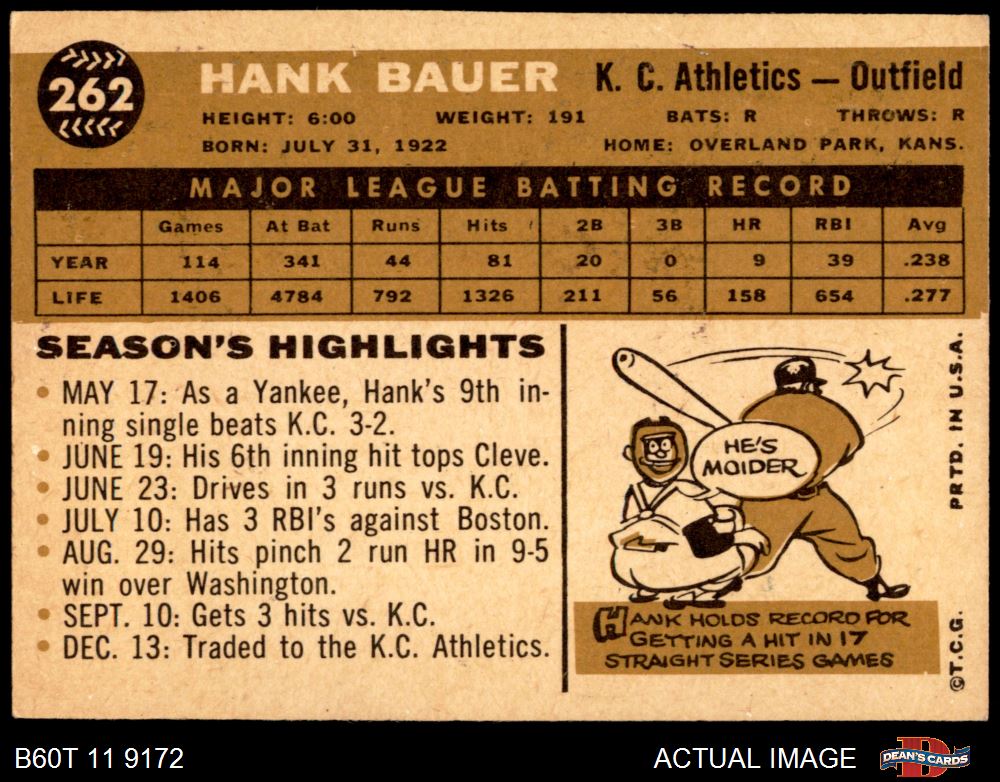 262
HANK BAUER K. C. Athletics — Outfield
HEIGHT: 6:00 WEIGHT: 191 BATS: R THROWS: R
BORN: JULY 31, 1922 HOME: OVERLAND PARK, KANS.
MAJOR LEAGUE BATTING RECORD
Games At Bat Runs Hits 2B 3B HR RBI Avg
YEAR 114 341 44 81 20 0 9 39 .238
LIFE 1406 4784 792 1326 211 56 158 654 .277
SEASON'S HIGHLIGHTS
• MAY 17: As a Yankee, Hank's 9th in-
ning single beats K.C. 3-2.
• JUNE 19: His 6th inning hit tops Cleve.
• JUNE 23: Drives in 3 runs vs. K.C.
• JULY 10: Has 3 RBI's against Boston.
• AUG. 29: Hits pinch 2 run HR in 9-5
win over Washington.
• SEPT. 10: Gets 3 hits vs. K.C.
• DEC. 13: Traded to the K.C. Athletics.
HE'S
MOIDER
HANK HOLDS RECORD FOR
GETTING A HIT IN 17
STRAIGHT SERIES GAMES
©T.C.G. PRTD. IN U.S.A.
B60T 11 9172 ACTUAL IMAGE DEAN'S CARDS